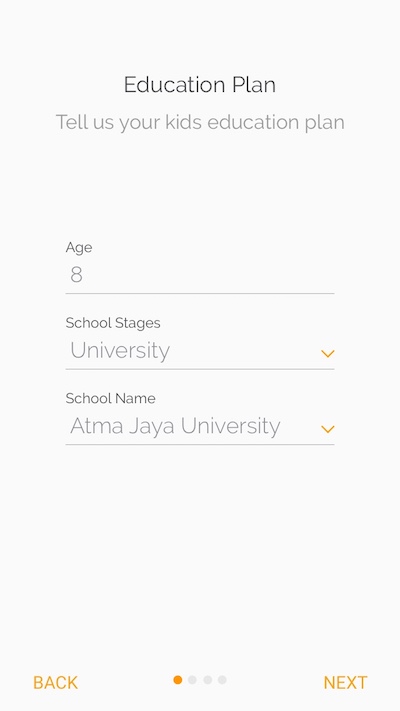 Education Plan
Tell us your kids education plan
Age
8
School Stages
University
School Name
Atma Jaya University
BACK
NEXT